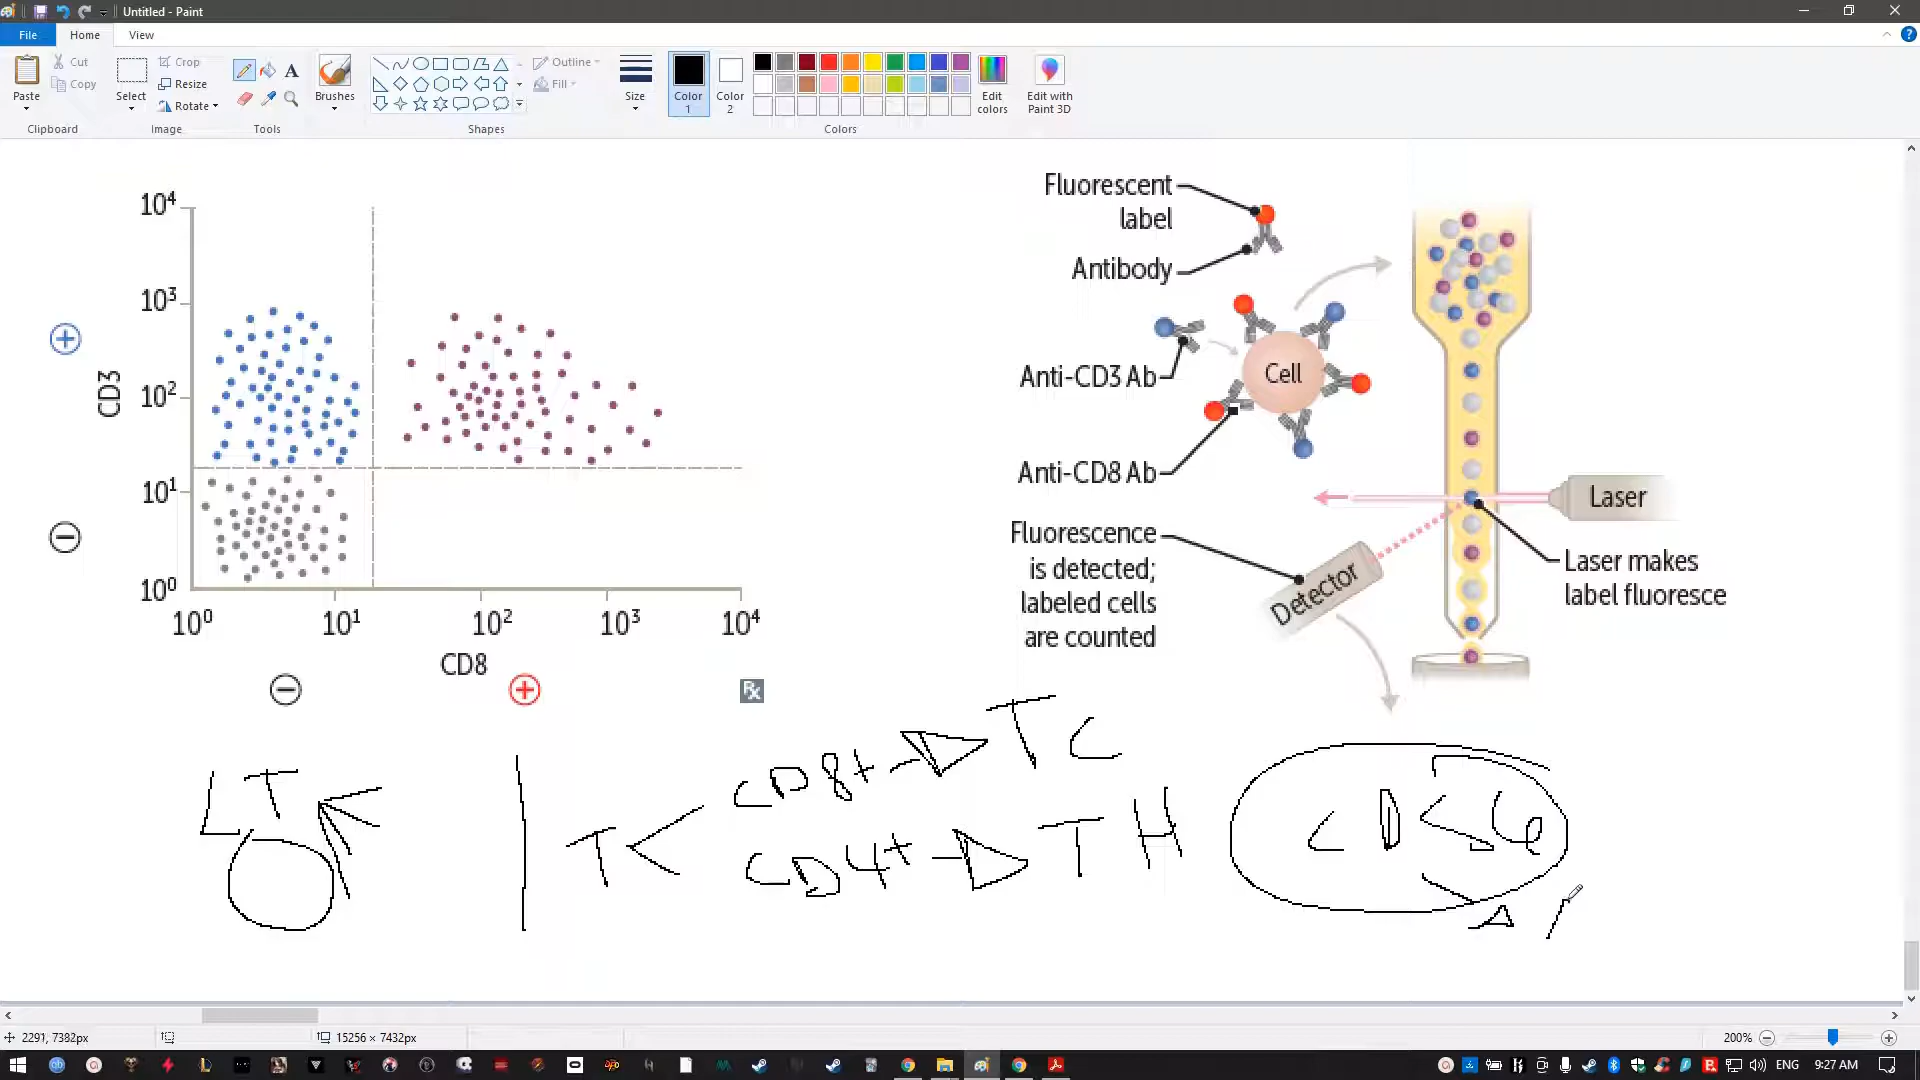 Untitled - Paint
File
Home
View
Paste
Cut
Copy
Clipboard
Select
Crop
Resize
Rotate
Image
A
Tools
Brushes
Outline
Fill
Shapes
Size
Color 1
Color 2
Edit colors
Edit with Paint 3D
Colors
10⁴
10³
10²
10¹
10⁰
CD3
10⁰ 10¹ 10² 10³ 10⁴
CD8
Rx
Fluorescent
label
Antibody
Anti-CD3 Ab
Cell
Anti-CD8 Ab
Fluorescence
is detected;
labeled cells
are counted
Detector
Laser
Laser makes
label fluoresce
LT
T
CD8+ TC
CD4+ TH
CD56
2291, 7382px
15256 × 7432px
200%
ENG
9:27 AM